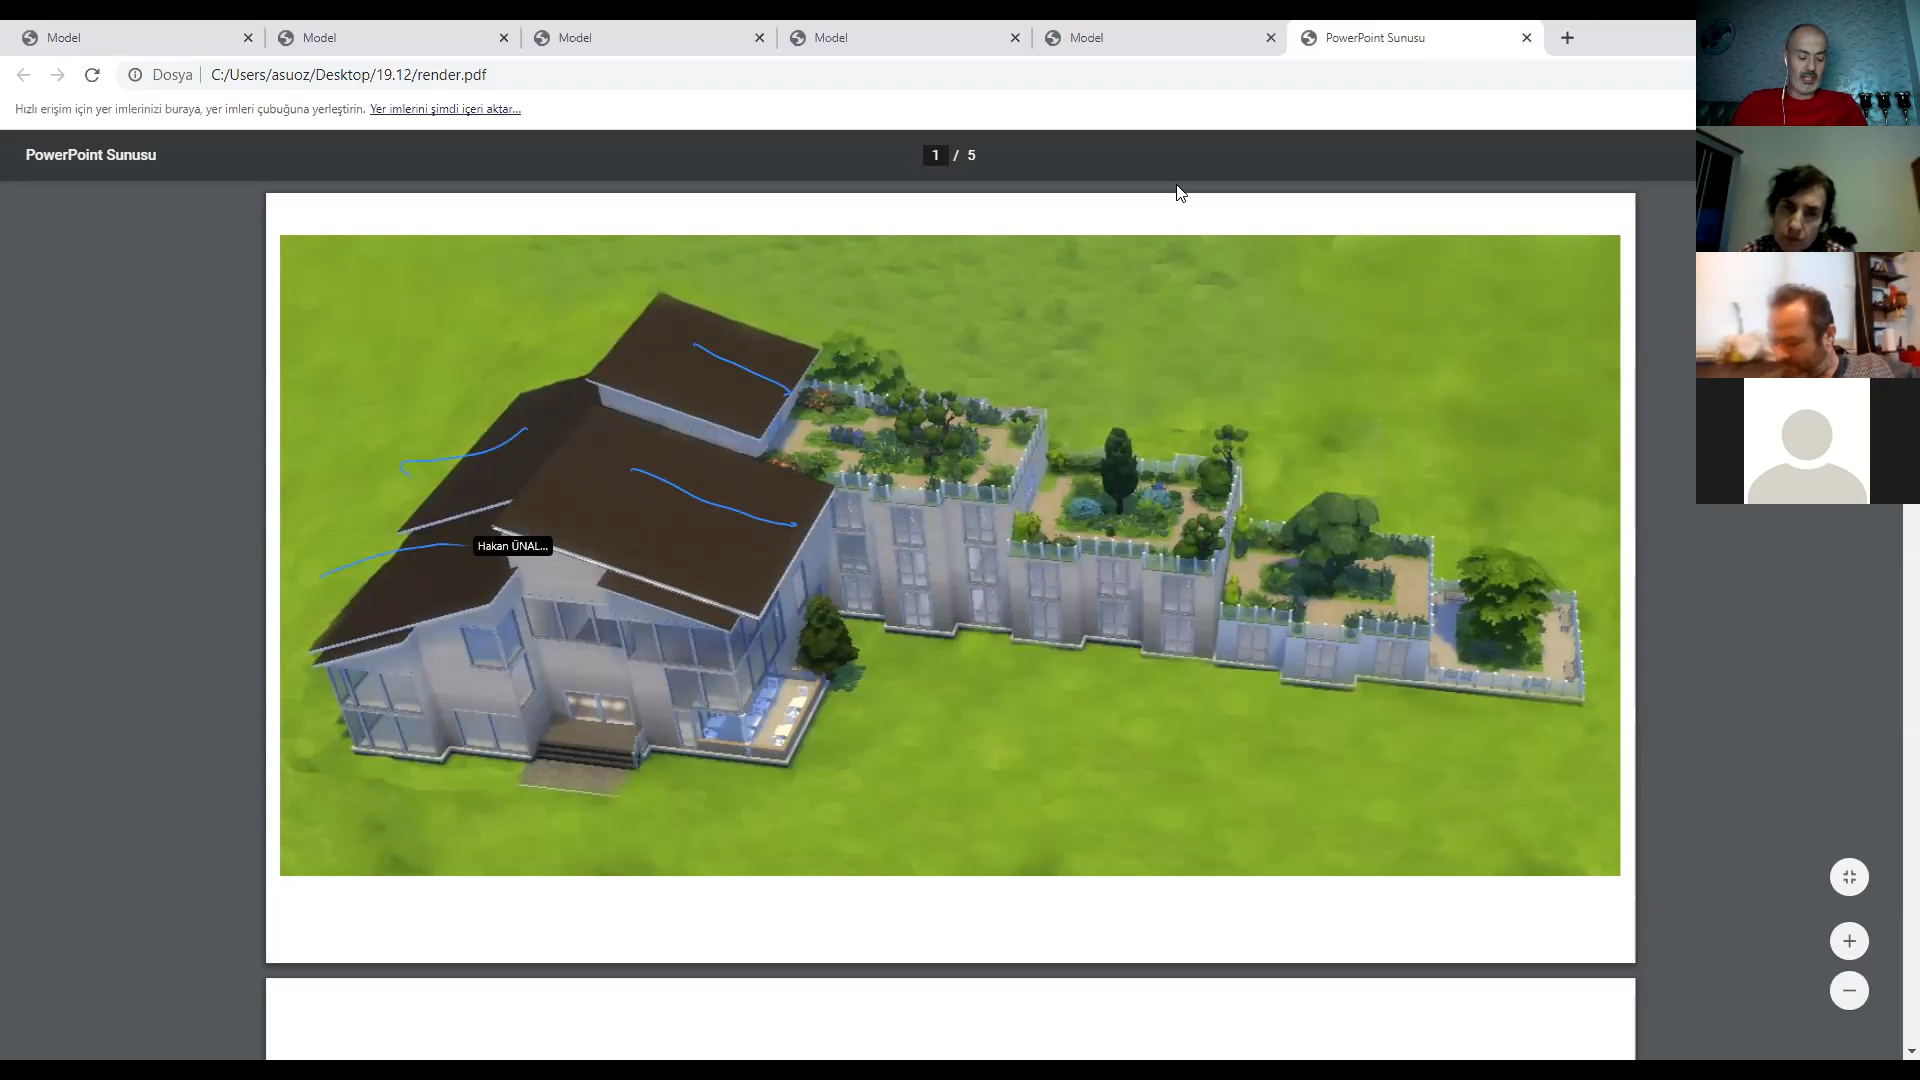 Model
Model
Model
Model
Model
PowerPoint Sunusu
Dosya C:/Users/asuoz/Desktop/19.12/render.pdf
Hızlı erişim için yer imlerinizi buraya, yer imleri çubuğuna yerleştirin. Yer imlerini şimdi içeri aktar...
PowerPoint Sunusu
1 / 5
Hakan ÜNAL...